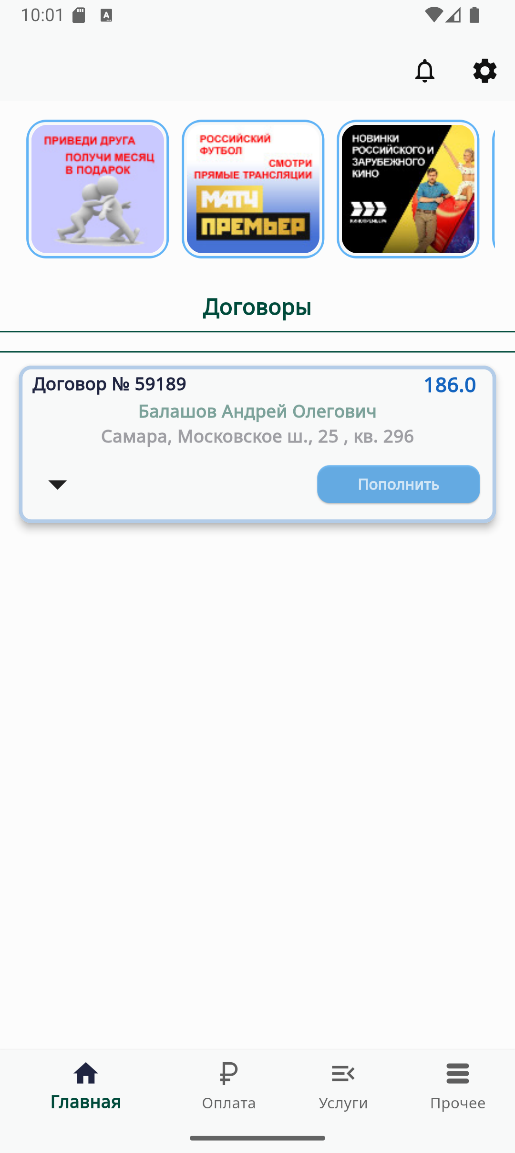 10:01
A
ПРИВЕДИ ДРУГА
ПОЛУЧИ МЕСЯЦ
В ПОДАРОК
РОССИЙСКИЙ
ФУТБОЛ
СМОТРИ
ПРЯМЫЕ ТРАНСЛЯЦИИ
МАТЧ
ПРЕМЬЕР
НОВИНКИ
РОССИЙСКОГО И
ЗАРУБЕЖНОГО
КИНО
Договоры
Договор № 59189
186.0
Балашов Андрей Олегович
Самара, Московское ш., 25 , кв. 296
Пополнить
Главная
Оплата
Услуги
Прочее